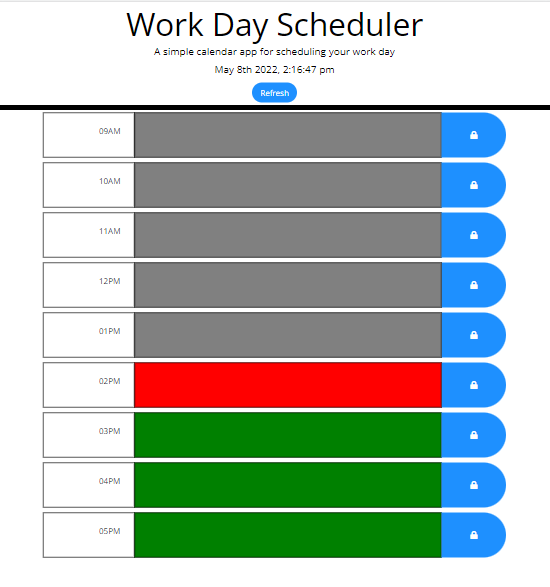 Work Day Scheduler
A simple calendar app for scheduling your work day
May 8th 2022, 2:16:47 pm
Refresh
09AM
10AM
11AM
12PM
01PM
02PM
03PM
04PM
05PM